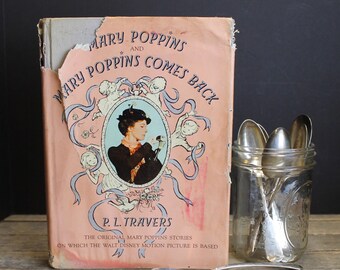 MARY POPPINS
AND
MARY POPPINS COMES BACK
P.L. TRAVERS
THE ORIGINAL MARY POPPINS STORIES
ON WHICH THE WALT DISNEY MOTION PICTURE IS BASED